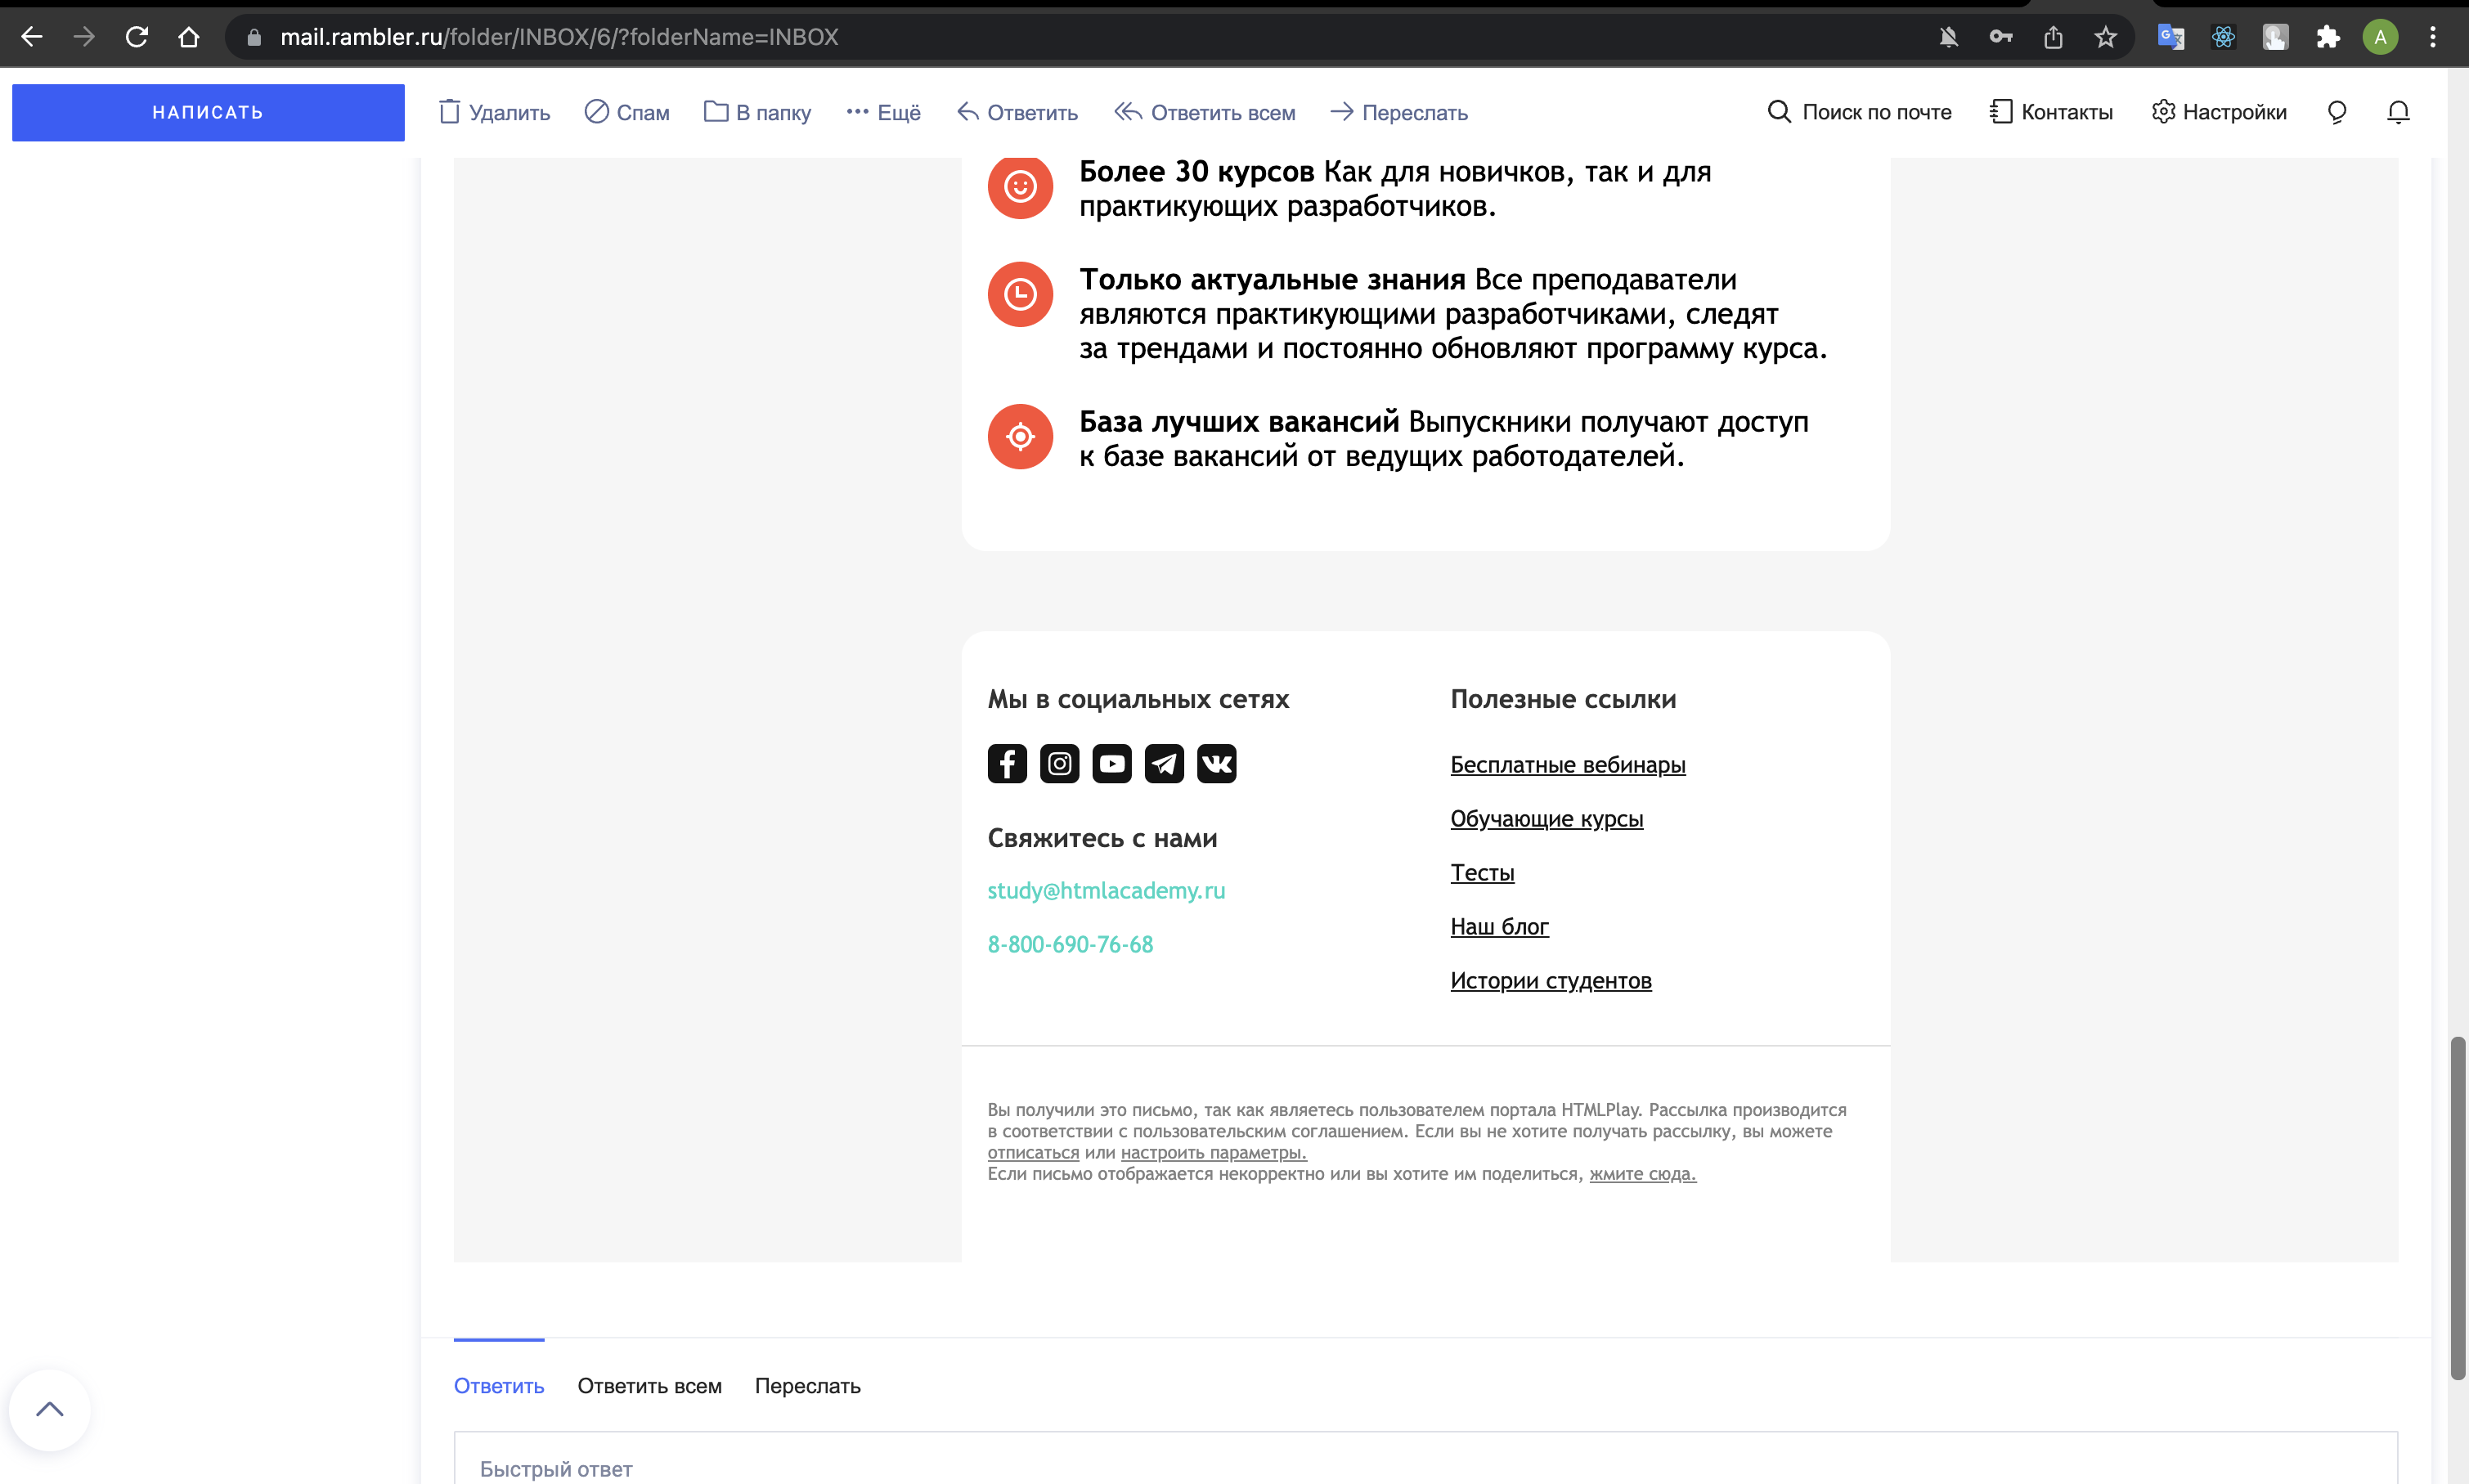 mail.rambler.ru/folder/INBOX/6/?folderName=INBOX
A
НАПИСАТЬ
Удалить
Спам
В папку
Ещё
Ответить
Ответить всем
Переслать
Поиск по почте
Контакты
Настройки
Более 30 курсов Как для новичков, так и для
практикующих разработчиков.
Только актуальные знания Все преподаватели
являются практикующими разработчиками, следят
за трендами и постоянно обновляют программу курса.
База лучших вакансий Выпускники получают доступ
к базе вакансий от ведущих работодателей.
Мы в социальных сетях
Свяжитесь с нами
study@htmlacademy.ru
8-800-690-76-68
Полезные ссылки
Бесплатные вебинары
Обучающие курсы
Тесты
Наш блог
Истории студентов
Вы получили это письмо, так как являетесь пользователем портала HTMLPlay. Рассылка производится
в соответствии с пользовательским соглашением. Если вы не хотите получать рассылку, вы можете
отписаться или настроить параметры.
Если письмо отображается некорректно или вы хотите им поделиться, жмите сюда.
Ответить
Ответить всем
Переслать
Быстрый ответ